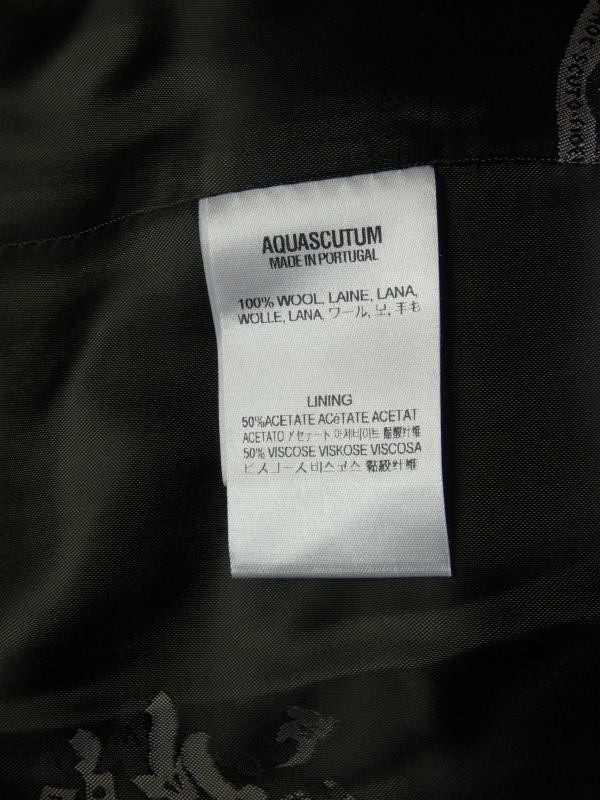 AQUASCUTUM
MADE IN PORTUGAL
100% WOOL, LAINE, LANA,
WOLLE, LANA, ウール, 모, 羊毛
LINING
50%ACETATE ACéTATE ACETAT
ACETATO アセテート 아세테이트 醋酸纤维
50% VISCOSE VISKOSE VISCOSA
ビスコース 비스코스 黏胶纤维